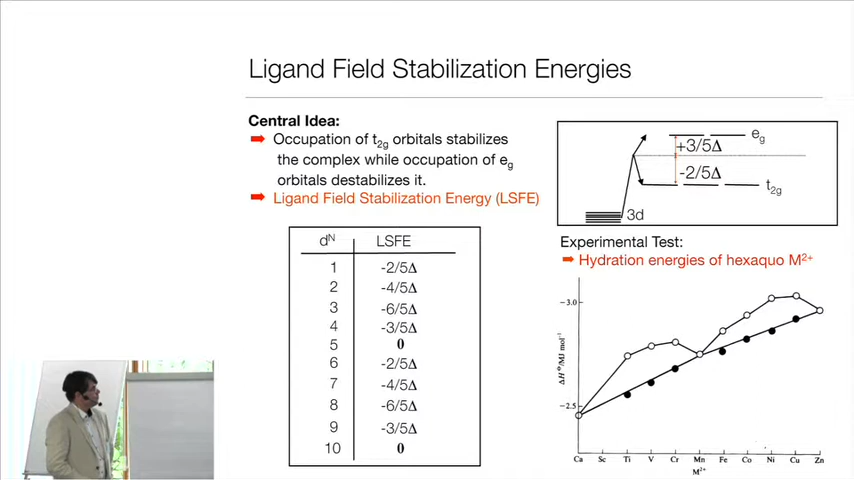 Ligand Field Stabilization Energies
Central Idea:
➡ Occupation of t2g orbitals stabilizes
the complex while occupation of eg
orbitals destabilizes it.
➡ Ligand Field Stabilization Energy (LSFE)
dN LSFE
1 -2/5Δ
2 -4/5Δ
3 -6/5Δ
4 -3/5Δ
5 0
6 -2/5Δ
7 -4/5Δ
8 -6/5Δ
9 -3/5Δ
10 0
eg
+3/5Δ
-2/5Δ
t2g
3d
Experimental Test:
➡ Hydration energies of hexaquo M2+
−3.0
ΔH⊖/MJ mol-1
−2.5
Ca Sc Ti V Cr Mn Fe Co Ni Cu Zn
M2+